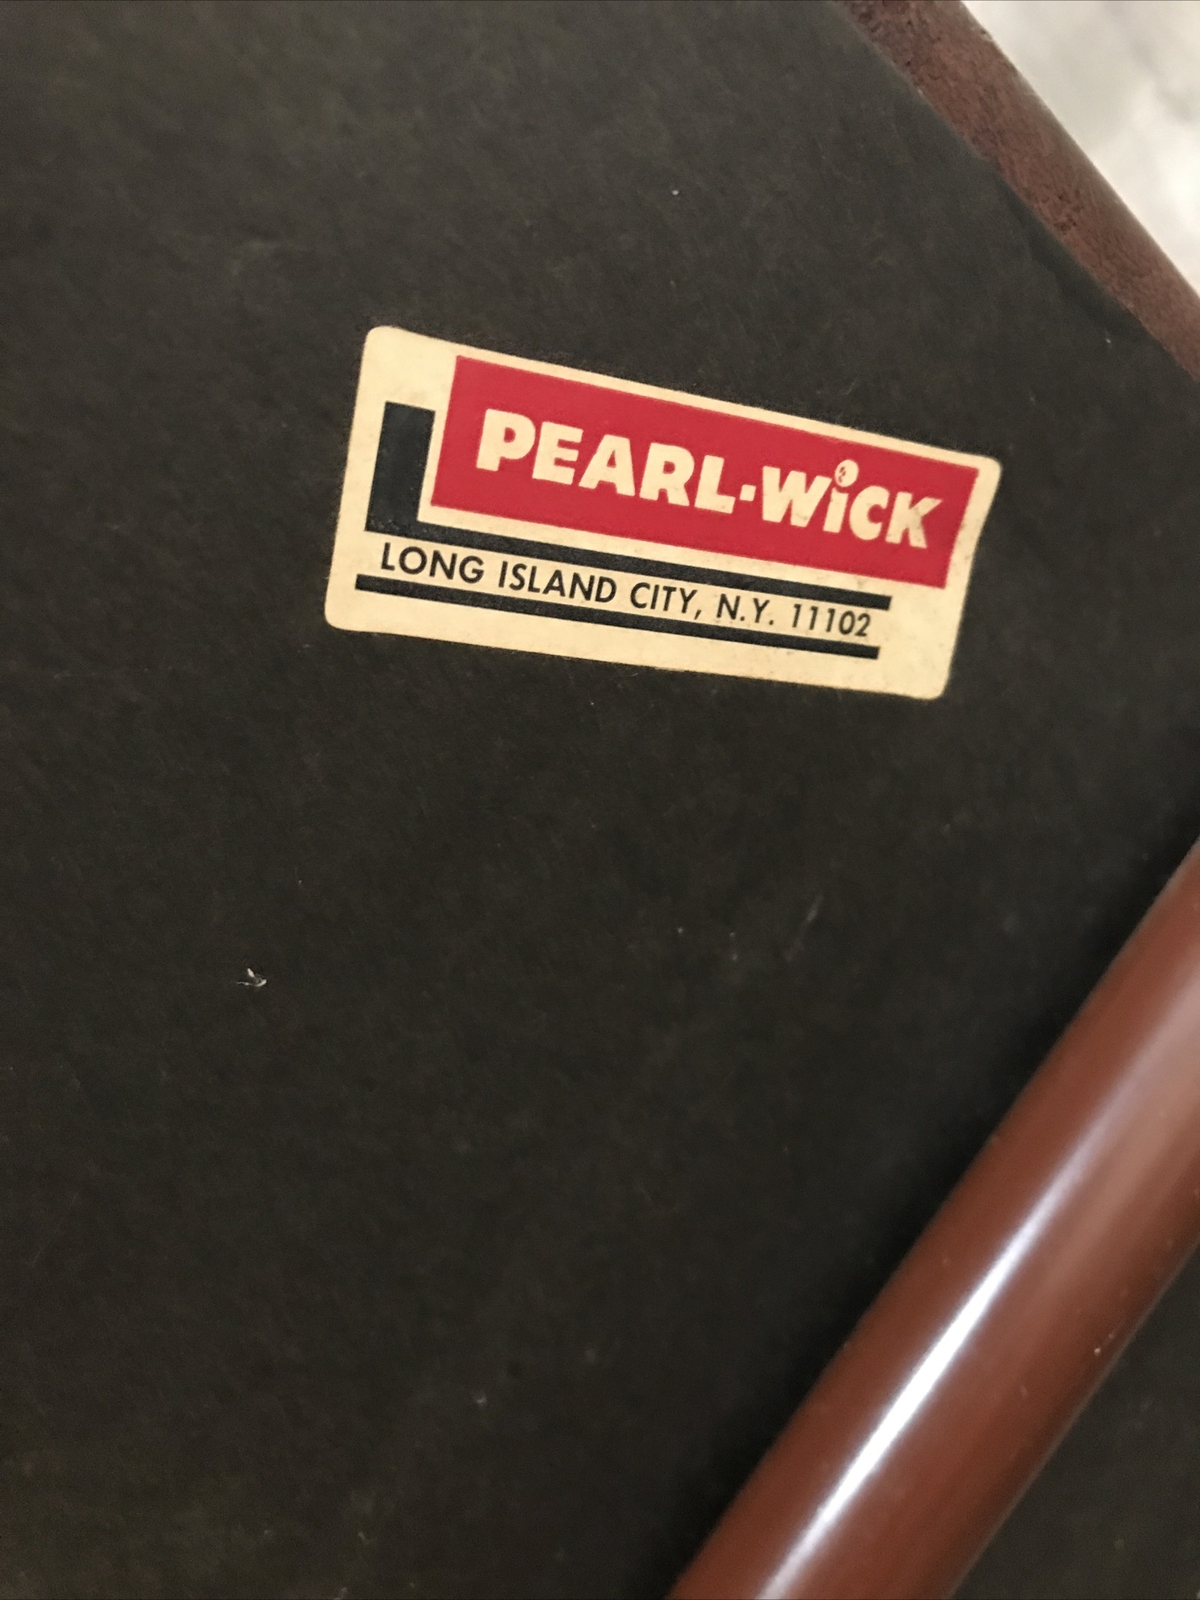 PEARL-WiCK
LONG ISLAND CITY, N.Y. 11102